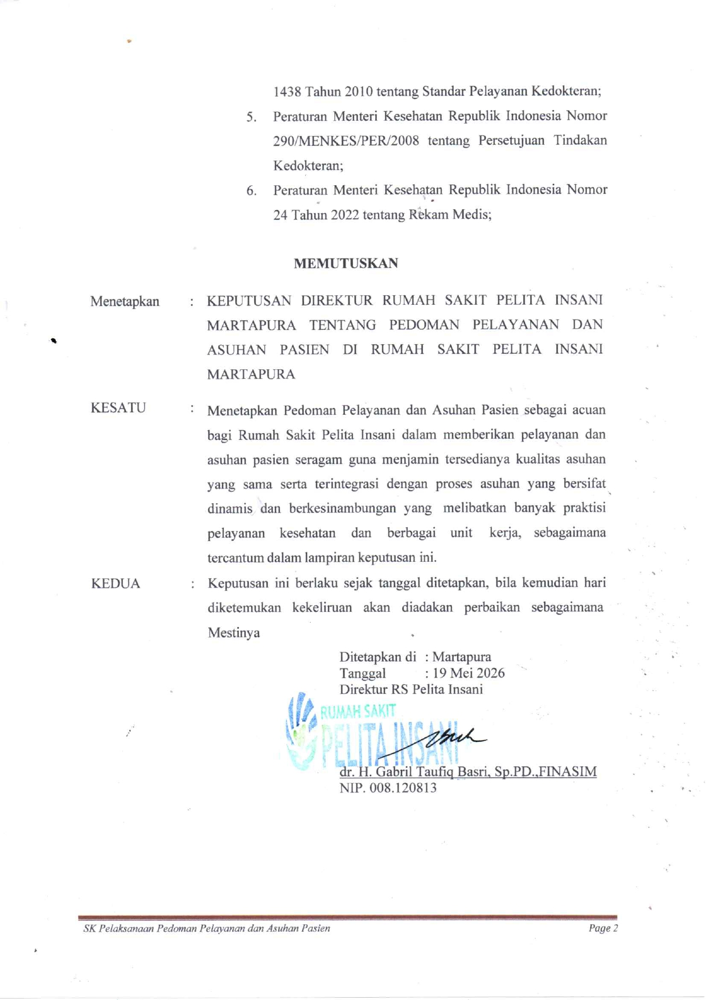 1438 Tahun 2010 tentang Standar Pelayanan Kedokteran;
5. Peraturan Menteri Kesehatan Republik Indonesia Nomor
290/MENKES/PER/2008 tentang Persetujuan Tindakan
Kedokteran;
6. Peraturan Menteri Kesehatan Republik Indonesia Nomor
24 Tahun 2022 tentang Rekam Medis;
MEMUTUSKAN
Menetapkan : KEPUTUSAN DIREKTUR RUMAH SAKIT PELITA INSANI
MARTAPURA TENTANG PEDOMAN PELAYANAN DAN
ASUHAN PASIEN DI RUMAH SAKIT PELITA INSANI
MARTAPURA
KESATU : Menetapkan Pedoman Pelayanan dan Asuhan Pasien sebagai acuan
bagi Rumah Sakit Pelita Insani dalam memberikan pelayanan dan
asuhan pasien seragam guna menjamin tersedianya kualitas asuhan
yang sama serta terintegrasi dengan proses asuhan yang bersifat
dinamis dan berkesinambungan yang melibatkan banyak praktisi
pelayanan kesehatan dan berbagai unit kerja, sebagaimana
tercantum dalam lampiran keputusan ini.
KEDUA : Keputusan ini berlaku sejak tanggal ditetapkan, bila kemudian hari
diketemukan kekeliruan akan diadakan perbaikan sebagaimana
Mestinya
Ditetapkan di : Martapura
Tanggal : 19 Mei 2026
Direktur RS Pelita Insani
RUMAH SAKIT
PELITA INSANI
dr. H. Gabril Taufiq Basri, Sp.PD.,FINASIM
NIP. 008.120813
SK Pelaksanaan Pedoman Pelayanan dan Asuhan Pasien Page 2